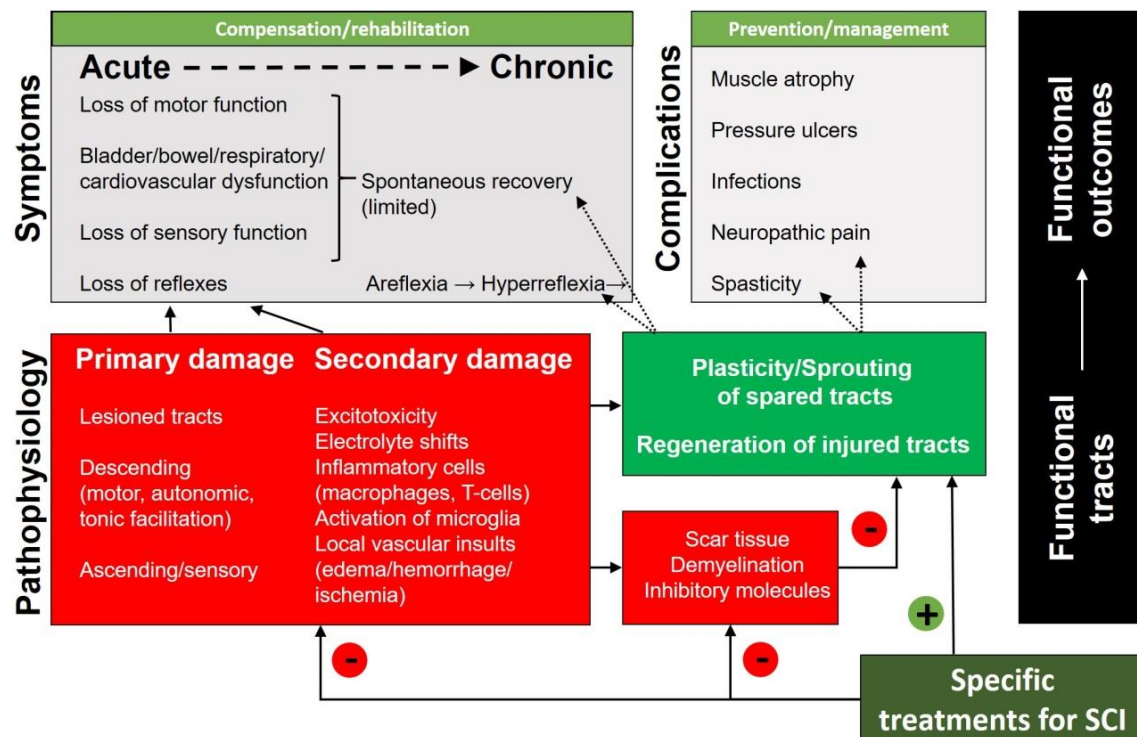 Compensation/rehabilitation
Symptoms
Acute
Chronic
Loss of motor function
Bladder/bowel/respiratory/
cardiovascular dysfunction
Loss of sensory function
Loss of reflexes
Spontaneous recovery
(limited)
Areflexia → Hyperreflexia→
Prevention/management
Complications
Muscle atrophy
Pressure ulcers
Infections
Neuropathic pain
Spasticity
Functional
outcomes
Functional
tracts
Pathophysiology
Primary damage
Lesioned tracts
Descending
(motor, autonomic,
tonic facilitation)
Ascending/sensory
Secondary damage
Excitotoxicity
Electrolyte shifts
Inflammatory cells
(macrophages, T-cells)
Activation of microglia
Local vascular insults
(edema/hemorrhage/
ischemia)
Plasticity/Sprouting
of spared tracts
Regeneration of injured tracts
Scar tissue
Demyelination
Inhibitory molecules
-
+
-
-
Specific
treatments for SCI